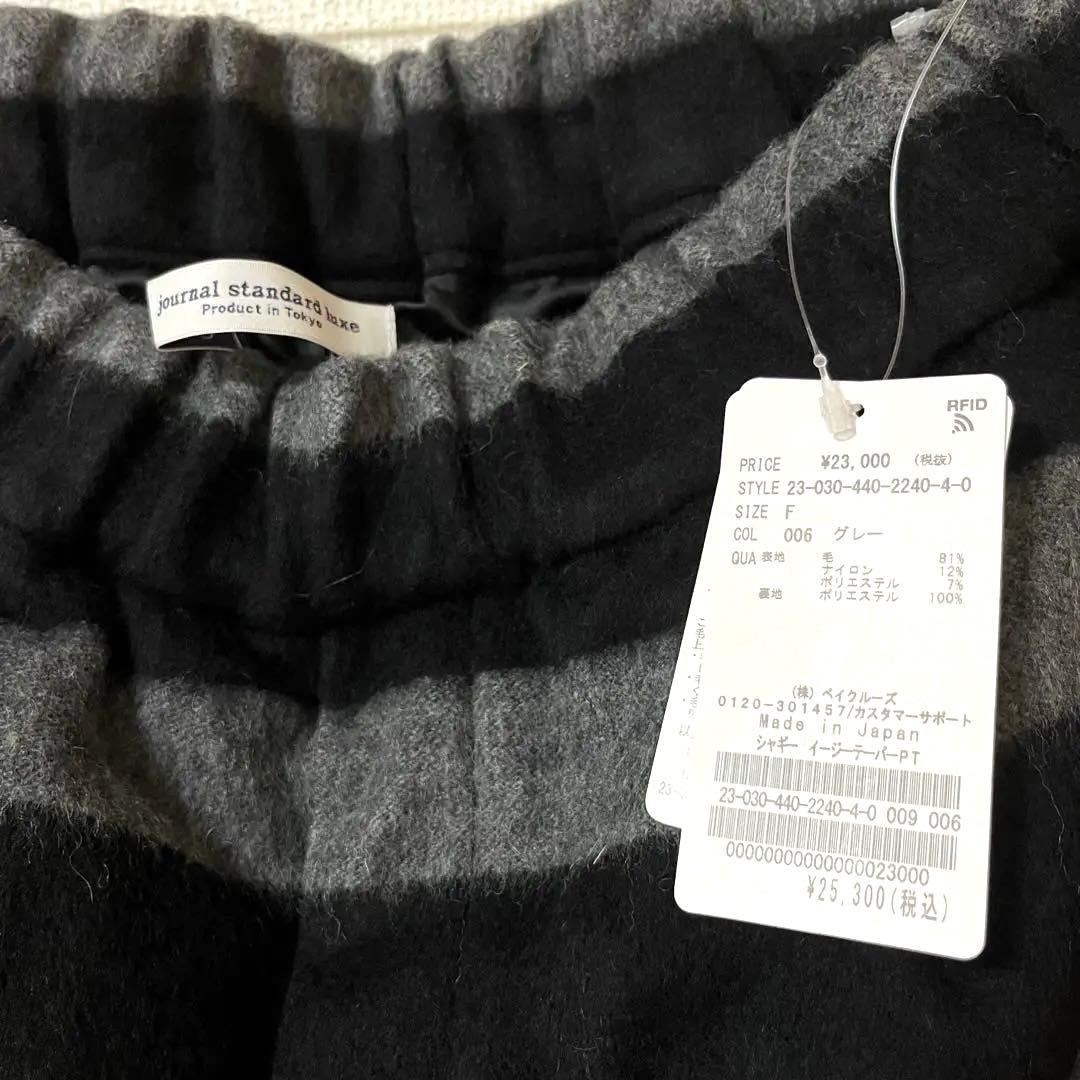 journal standard luxe
Product in Tokyo
RFID
PRICE ¥23,000 (税抜)
STYLE 23-030-440-2240-4-0
SIZE F
COL 006 グレー
QUA 表地 毛 81%
ナイロン 12%
ポリエステル 7%
裏地 ポリエステル 100%
(株) ベイクルーズ
0120-301457/カスタマーサポート
Made in Japan
シャギー イージーテーパーPT
23-030-440-2240-4-0 009 006
0000000000000023000
¥25,300(税込)